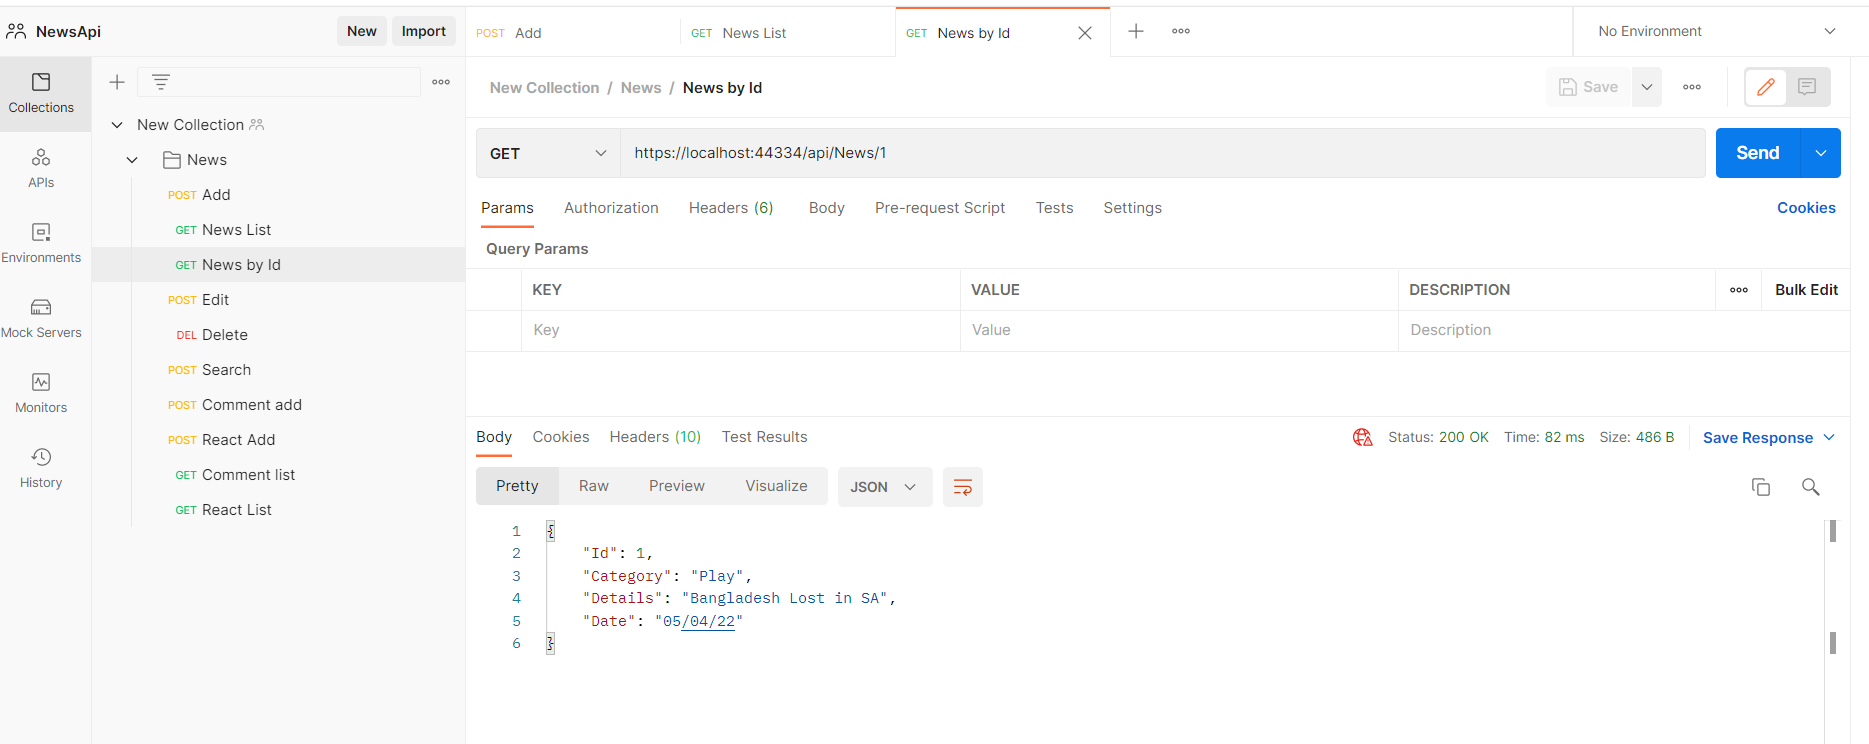 NewsApi New Import
POST Add GET News List GET News by Id No Environment
Collections
APIs
Environments
Mock Servers
Monitors
History
New Collection
News
POST Add
GET News List
GET News by Id
POST Edit
DEL Delete
POST Search
POST Comment add
POST React Add
GET Comment list
GET React List
New Collection / News / News by Id Save
GET https://localhost:44334/api/News/1 Send
Params Authorization Headers (6) Body Pre-request Script Tests Settings Cookies
Query Params
KEY VALUE DESCRIPTION Bulk Edit
Key Value Description
Body Cookies Headers (10) Test Results Status: 200 OK Time: 82 ms Size: 486 B Save Response
Pretty Raw Preview Visualize JSON
1 {
2 "Id": 1,
3 "Category": "Play",
4 "Details": "Bangladesh Lost in SA",
5 "Date": "05/04/22"
6 }